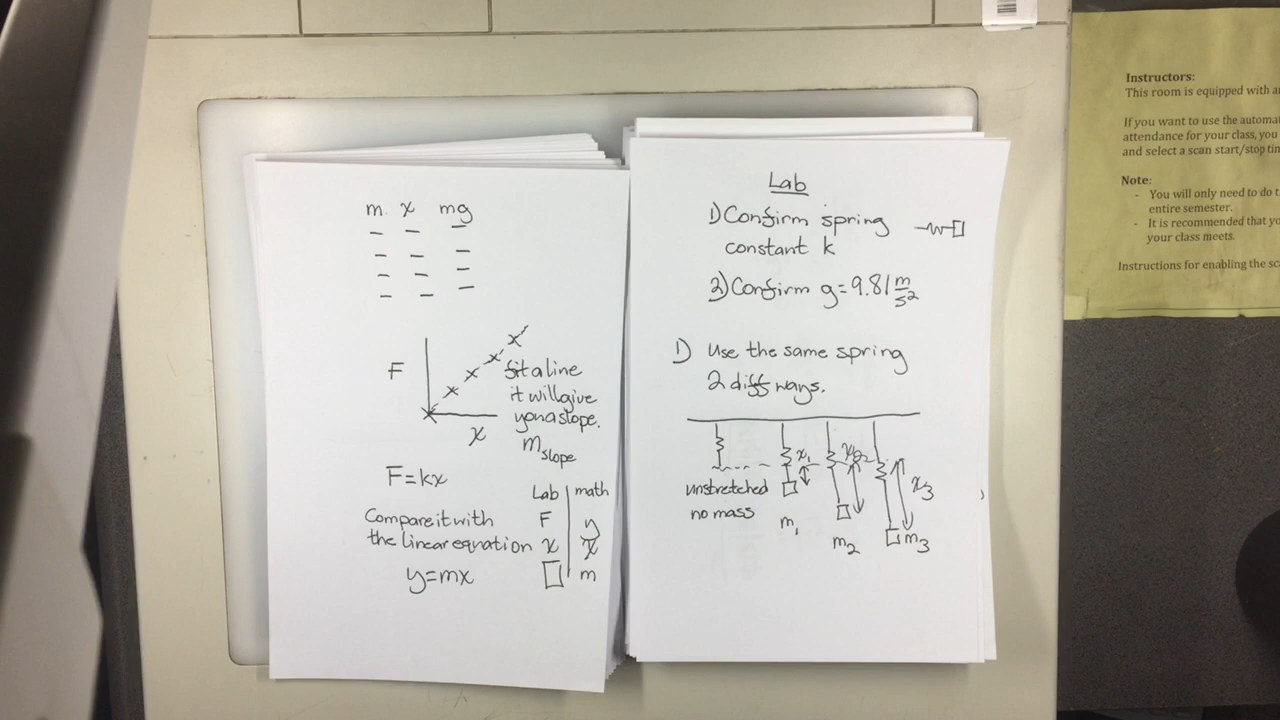 m x mg
F
x
fit a line
it will give
you a slope.
m slope
F=kx
Compare it with
the linear equation
y=mx
Lab | math
F | y
x | x
□ | m
Lab
1) Confirm spring
constant k
2) Confirm g=9.81 m/s²
1) Use the same spring
2 diff ways.
unstretched
no mass
x₁
m₁
x₂
m₂
x₃
m₃
Instructors:
This room is equipped with
If you want to use the
attendance for your class, you
and select a scan start/stop
Note:
- You will only need to do
entire semester.
- It is recommended that
your class meets.
Instructions for enabling the